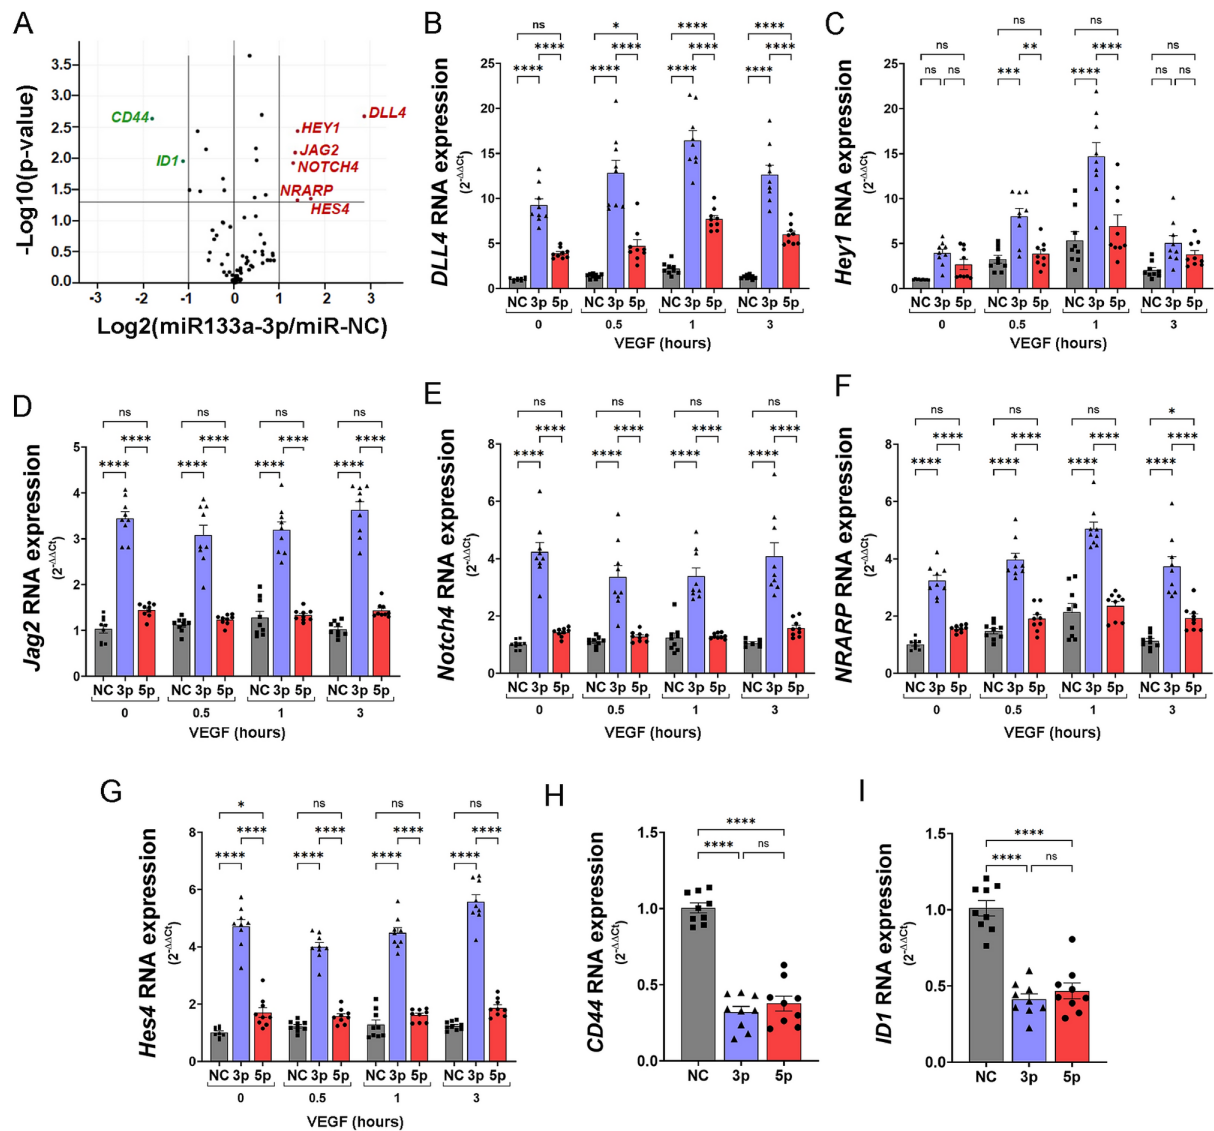 A
-Log10(p-value)
3.5
3.0
2.5
2.0
1.5
1.0
0.5
0.0
CD44
ID1
DLL4
HEY1
JAG2
NOTCH4
NRARP
HES4
-3 -2 -1 0 1 2 3
Log2(miR133a-3p/miR-NC)
B
DLL4 RNA expression
(2-ΔΔCt)
25
20
15
10
5
0
ns * **** ****
**** **** **** ****
**** **** **** ****
NC 3p 5p NC 3p 5p NC 3p 5p NC 3p 5p
0 0.5 1 3
VEGF (hours)
C
Hey1 RNA expression
(2-ΔΔCt)
25
20
15
10
5
0
ns ns
ns ** **** ns
ns ns *** **** ns ns
NC 3p 5p NC 3p 5p NC 3p 5p NC 3p 5p
0 0.5 1 3
VEGF (hours)
D
Jag2 RNA expression
(2-ΔΔCt)
5
4
3
2
1
0
ns ns ns ns
**** **** **** ****
**** **** **** ****
NC 3p 5p NC 3p 5p NC 3p 5p NC 3p 5p
0 0.5 1 3
VEGF (hours)
E
Notch4 RNA expression
(2-ΔΔCt)
8
6
4
2
0
ns ns ns ns
**** **** **** ****
**** **** **** ****
NC 3p 5p NC 3p 5p NC 3p 5p NC 3p 5p
0 0.5 1 3
VEGF (hours)
F
NRARP RNA expression
(2-ΔΔCt)
8
6
4
2
0
ns ns ns *
**** **** **** ****
**** **** **** ****
NC 3p 5p NC 3p 5p NC 3p 5p NC 3p 5p
0 0.5 1 3
VEGF (hours)
G
Hes4 RNA expression
(2-ΔΔCt)
8
6
4
2
0
* ns ns ns
**** **** **** ****
**** **** **** ****
NC 3p 5p NC 3p 5p NC 3p 5p NC 3p 5p
0 0.5 1 3
VEGF (hours)
H
CD44 RNA expression
(2-ΔΔCt)
1.5
1.0
0.5
0.0
****
**** ns
NC 3p 5p
I
ID1 RNA expression
(2-ΔΔCt)
1.5
1.0
0.5
0.0
****
**** ns
NC 3p 5p